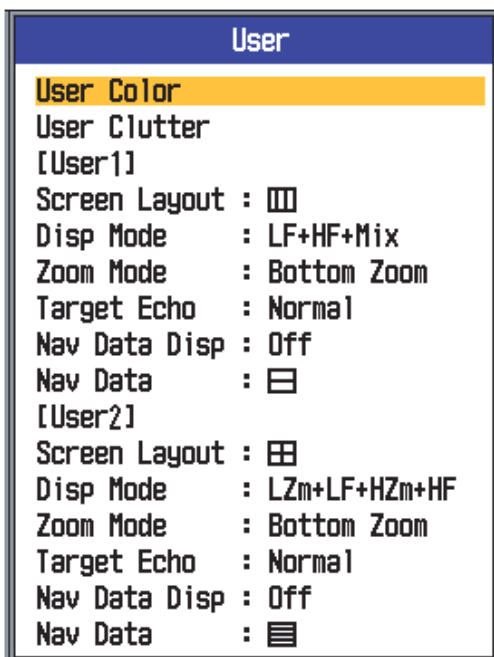 User
User Color
User Clutter
[User1]
Screen Layout :
Disp Mode : LF+HF+Mix
Zoom Mode : Bottom Zoom
Target Echo : Normal
Nav Data Disp : Off
Nav Data :
[User2]
Screen Layout :
Disp Mode : LZm+LF+HZm+HF
Zoom Mode : Bottom Zoom
Target Echo : Normal
Nav Data Disp : Off
Nav Data :